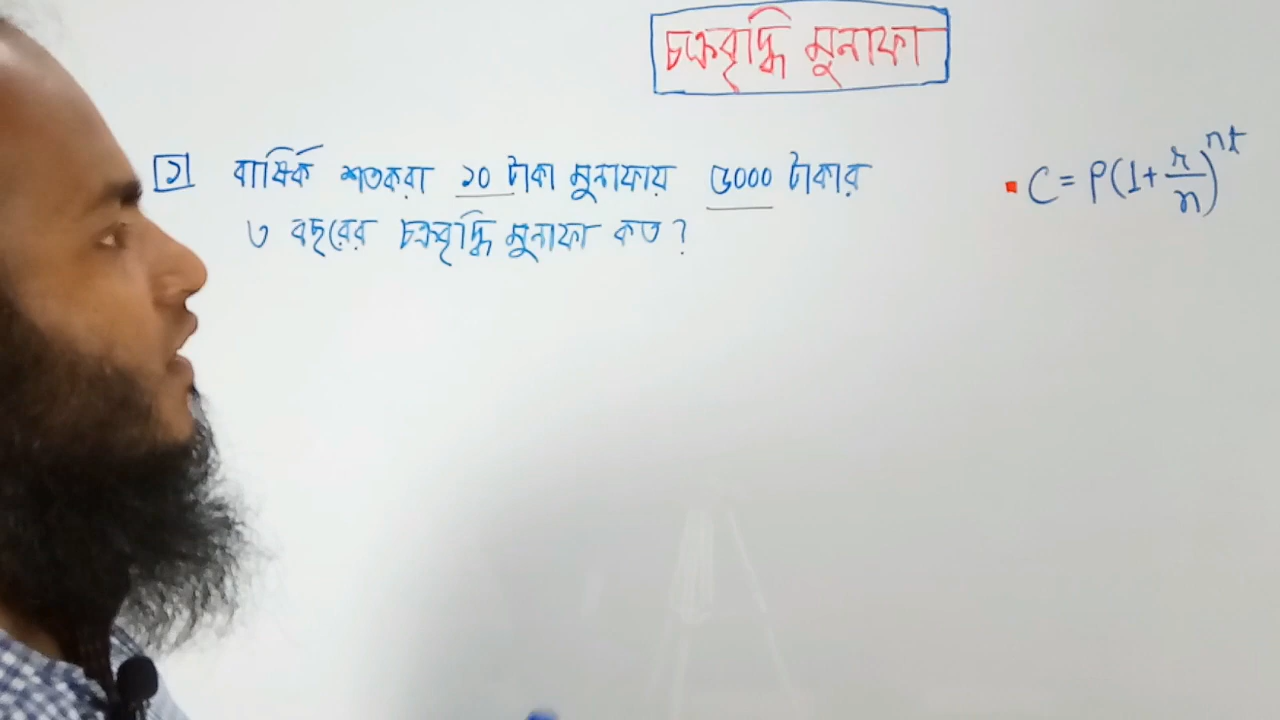 চক্রবৃদ্ধি মুনাফা
১] বার্ষিক শতকরা ১০ টাকা মুনাফায় ৫০০০ টাকার
৩ বছরের চক্রবৃদ্ধি মুনাফা কত?
C = P(1 + r/n)^nt